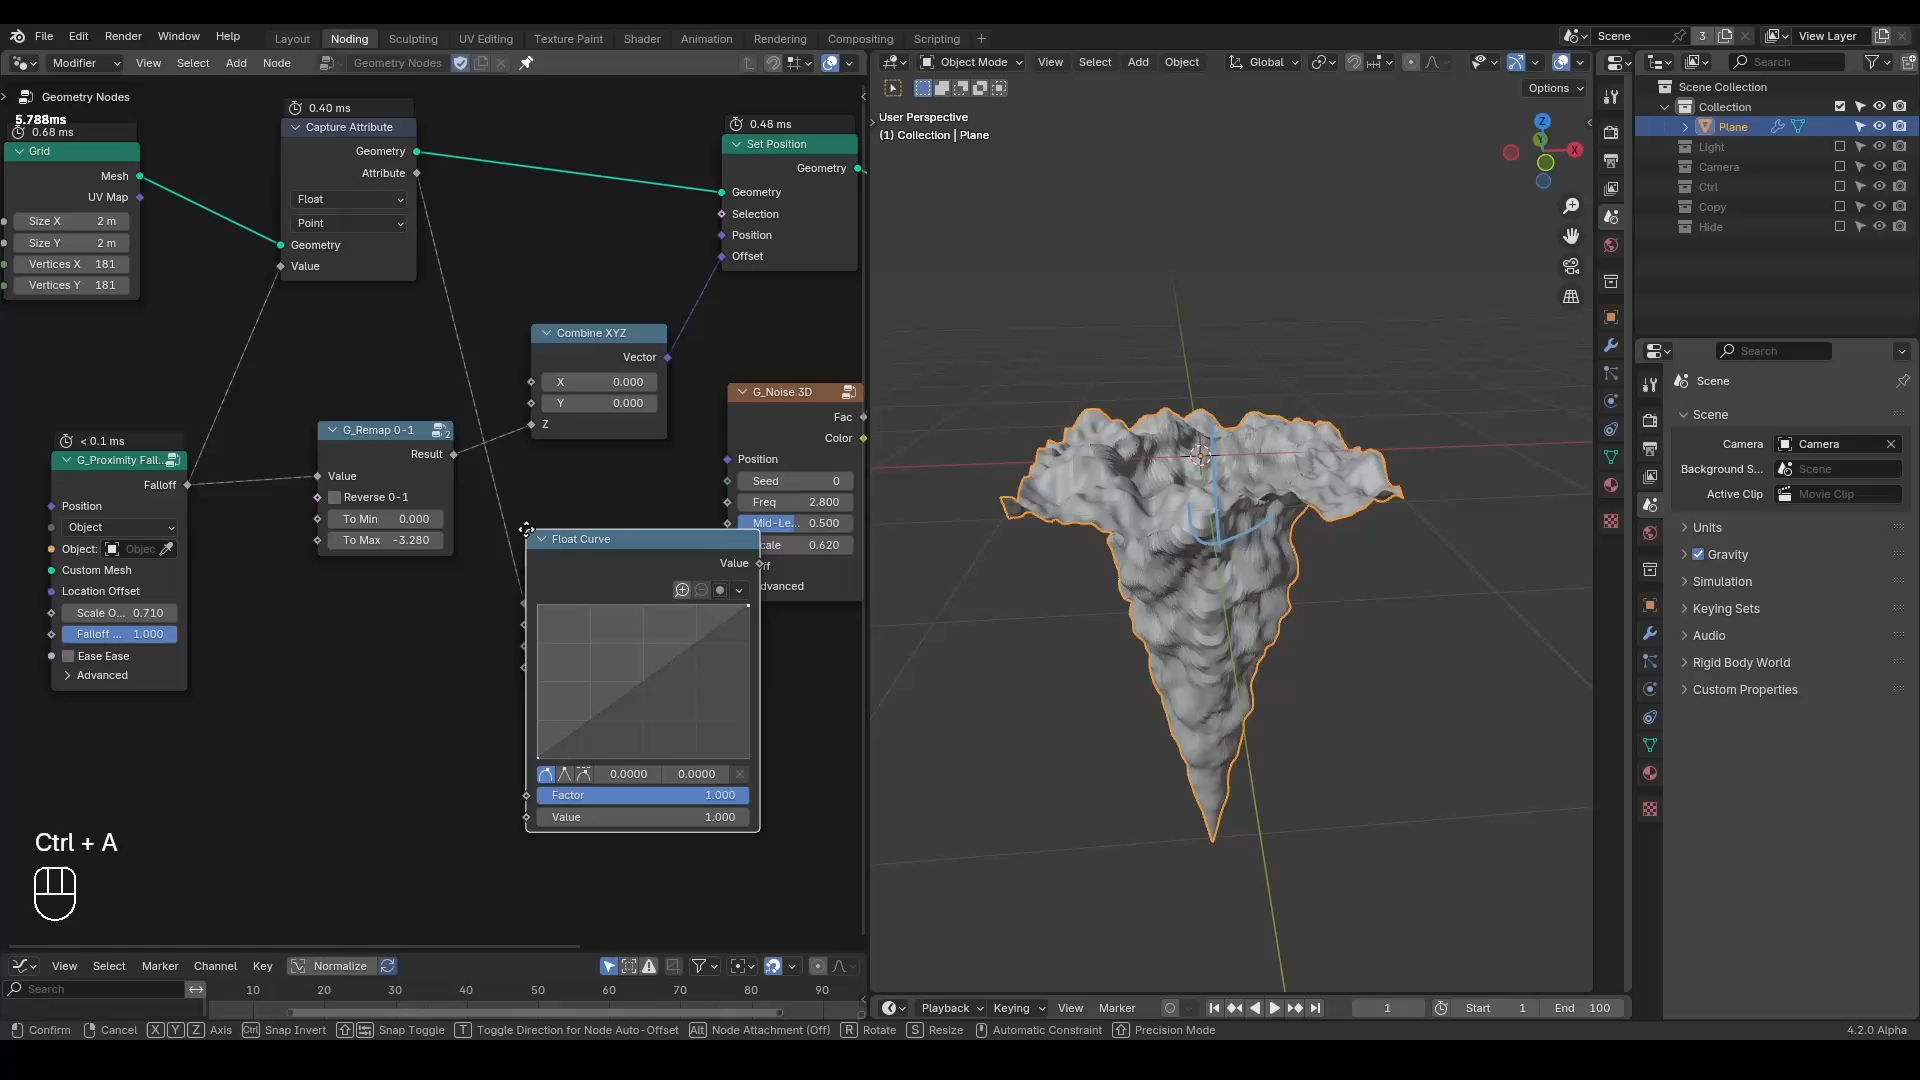 File Edit Render Window Help Layout Noding Sculpting UV Editing Texture Paint Shader Animation Rendering Compositing Scripting Scene 3 View Layer
Modifier View Select Add Node Geometry Nodes
Object Mode View Select Add Object Global
Search
Options
Geometry Nodes
5.788ms
0.68 ms
Grid
Mesh
UV Map
Size X 2 m
Size Y 2 m
Vertices X 181
Vertices Y 181
0.40 ms
Capture Attribute
Geometry
Attribute
Float
Point
Geometry
Value
0.48 ms
Set Position
Geometry
Geometry
Selection
Position
Offset
Combine XYZ
Vector
X 0.000
Y 0.000
Z
< 0.1 ms
G_Proximity Fall...
Falloff
Position
Object
Object: Objec
Custom Mesh
Location Offset
Scale O... 0.710
Falloff ... 1.000
Ease Ease
Advanced
G_Remap 0-1 2
Result
Value
Reverse 0-1
To Min 0.000
To Max -3.280
G_Noise 3D
Fac
Color
Position
Seed 0
Freq 2.800
Mid-Le... 0.500
cale 0.620
ff
dvanced
Float Curve
Value
0.0000 0.0000
Factor 1.000
Value 1.000
Ctrl + A
User Perspective
(1) Collection | Plane
Z
Y
X
Scene Collection
Collection
Plane
Light
Camera
Ctrl
Copy
Hide
Search
Scene
Scene
Camera Camera
Background S... Scene
Active Clip Movie Clip
Units
Gravity
Simulation
Keying Sets
Audio
Rigid Body World
Custom Properties
View Select Marker Channel Key Normalize
Search 10 20 30 40 50 60 70 80 90
Playback Keying View Marker 1 Start 1 End 100
Confirm Cancel X Y Z Axis Ctrl Snap Invert Snap Toggle T Toggle Direction for Node Auto-Offset Alt Node Attachment (Off) R Rotate S Resize Automatic Constraint Precision Mode 4.2.0 Alpha